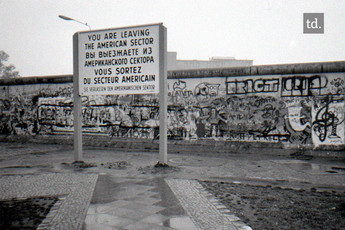 td.
YOU ARE LEAVING
THE AMERICAN SECTOR
ВЫ ВЫЕЗЖАЕТЕ ИЗ
АМЕРИКАНСКОГО СЕКТОРА
VOUS SORTEZ
DU SECTEUR AMÉRICAIN
SIE VERLASSEN DEN AMERIKANISCHEN SEKTOR